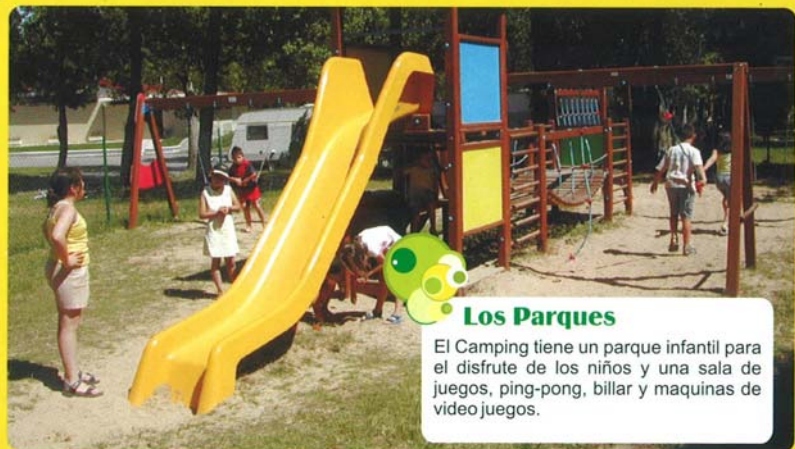 Los Parques
El Camping tiene un parque infantil para
el disfrute de los niños y una sala de
juegos, ping-pong, billar y maquinas de
video juegos.